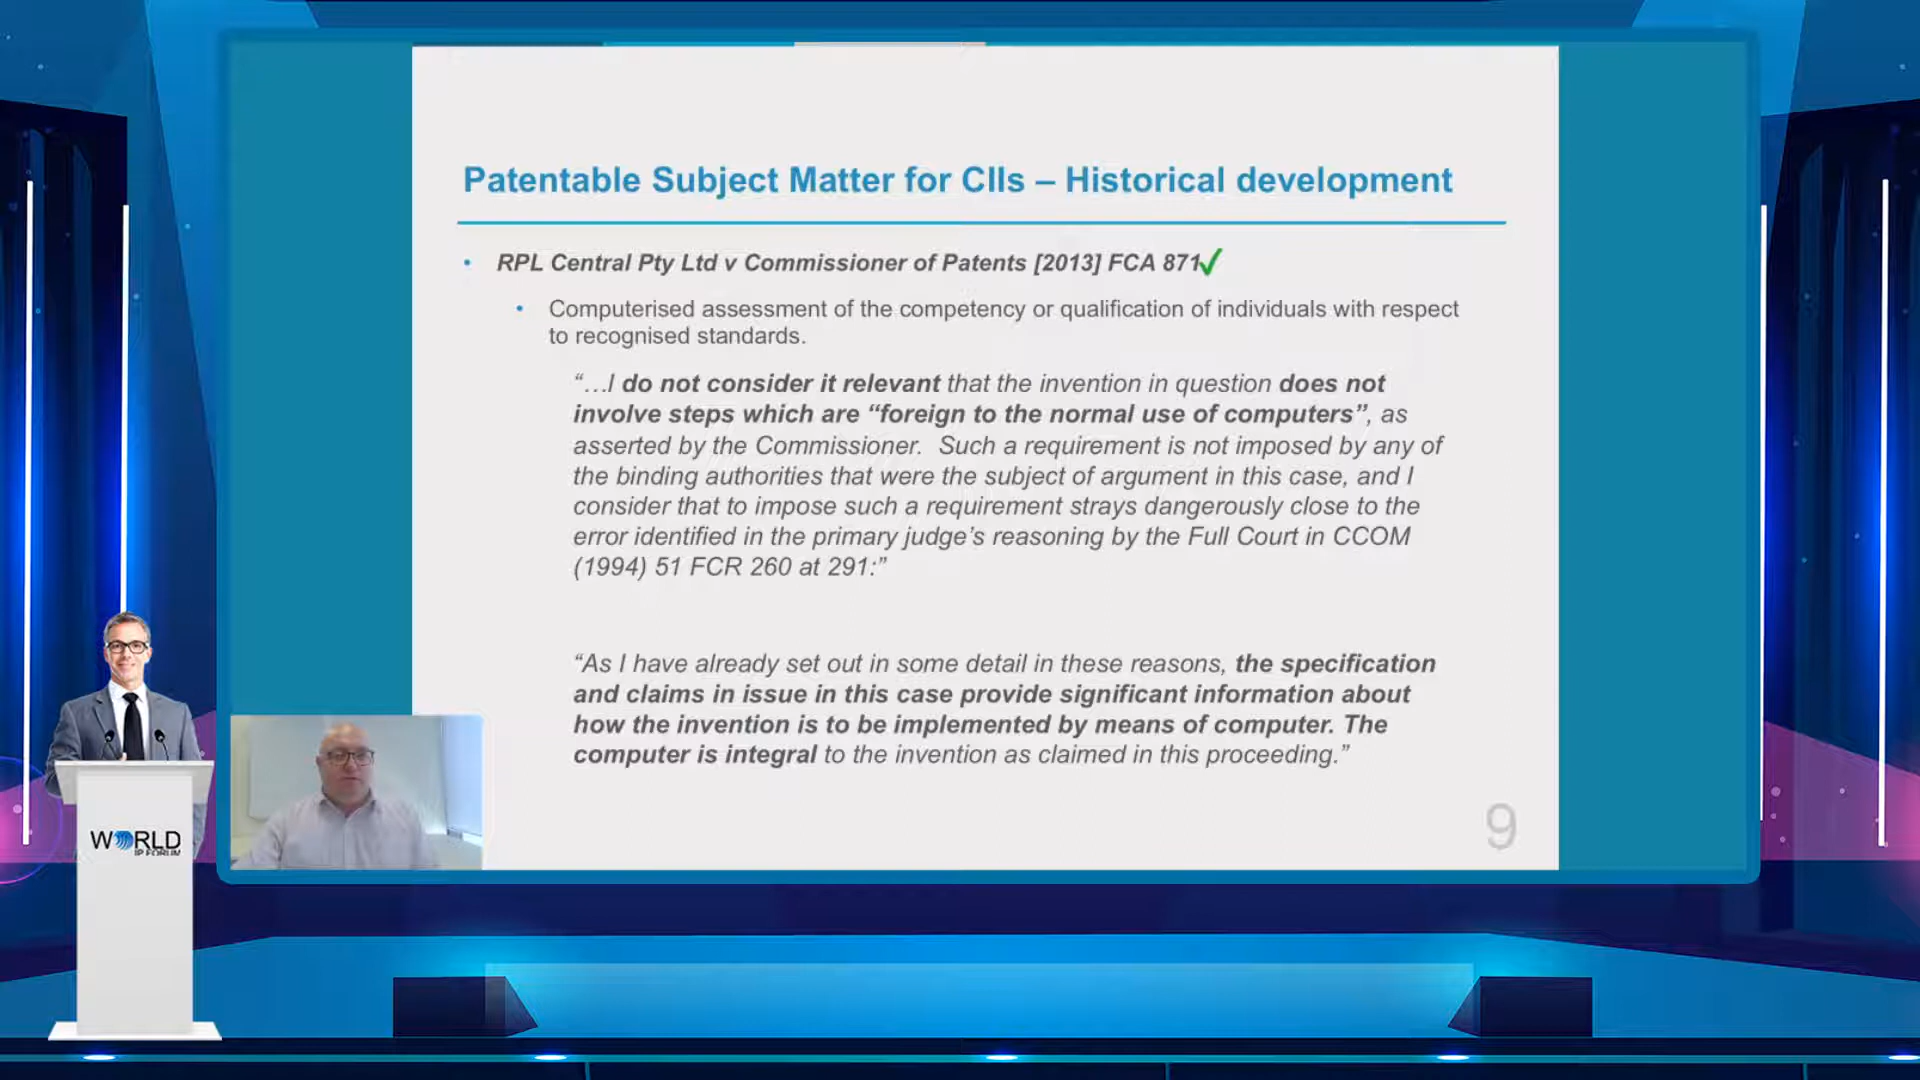 Patentable Subject Matter for CIIs – Historical development
• RPL Central Pty Ltd v Commissioner of Patents [2013] FCA 871✓
• Computerised assessment of the competency or qualification of individuals with respect
to recognised standards.
“…I do not consider it relevant that the invention in question does not
involve steps which are “foreign to the normal use of computers”, as
asserted by the Commissioner. Such a requirement is not imposed by any of
the binding authorities that were the subject of argument in this case, and I
consider that to impose such a requirement strays dangerously close to the
error identified in the primary judge’s reasoning by the Full Court in CCOM
(1994) 51 FCR 260 at 291:”
“As I have already set out in some detail in these reasons, the specification
and claims in issue in this case provide significant information about
how the invention is to be implemented by means of computer. The
computer is integral to the invention as claimed in this proceeding.”
9
WORLD
IP FORUM